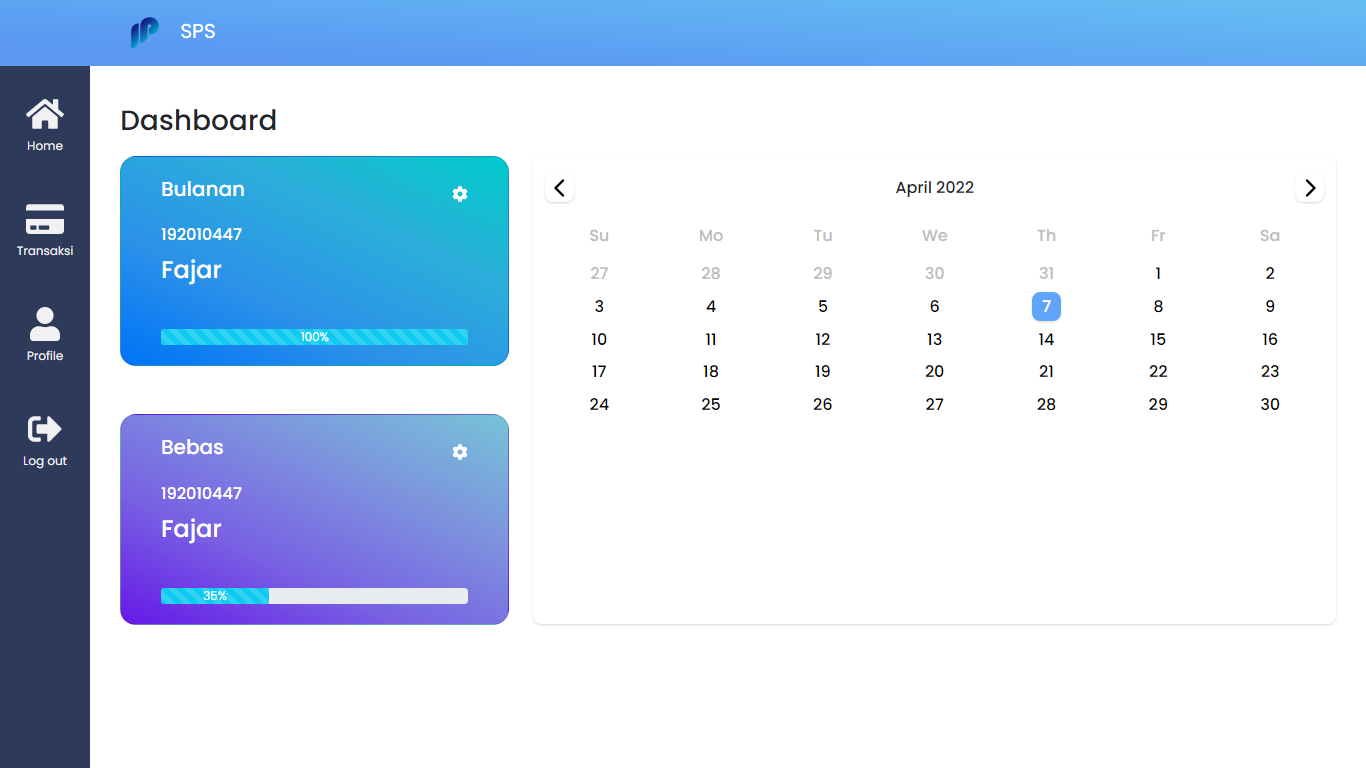 SPS
Home
Transaksi
Profile
Log out
Dashboard
Bulanan
192010447
Fajar
100%
Bebas
192010447
Fajar
35%
April 2022
Su Mo Tu We Th Fr Sa
27 28 29 30 31 1 2
3 4 5 6 7 8 9
10 11 12 13 14 15 16
17 18 19 20 21 22 23
24 25 26 27 28 29 30